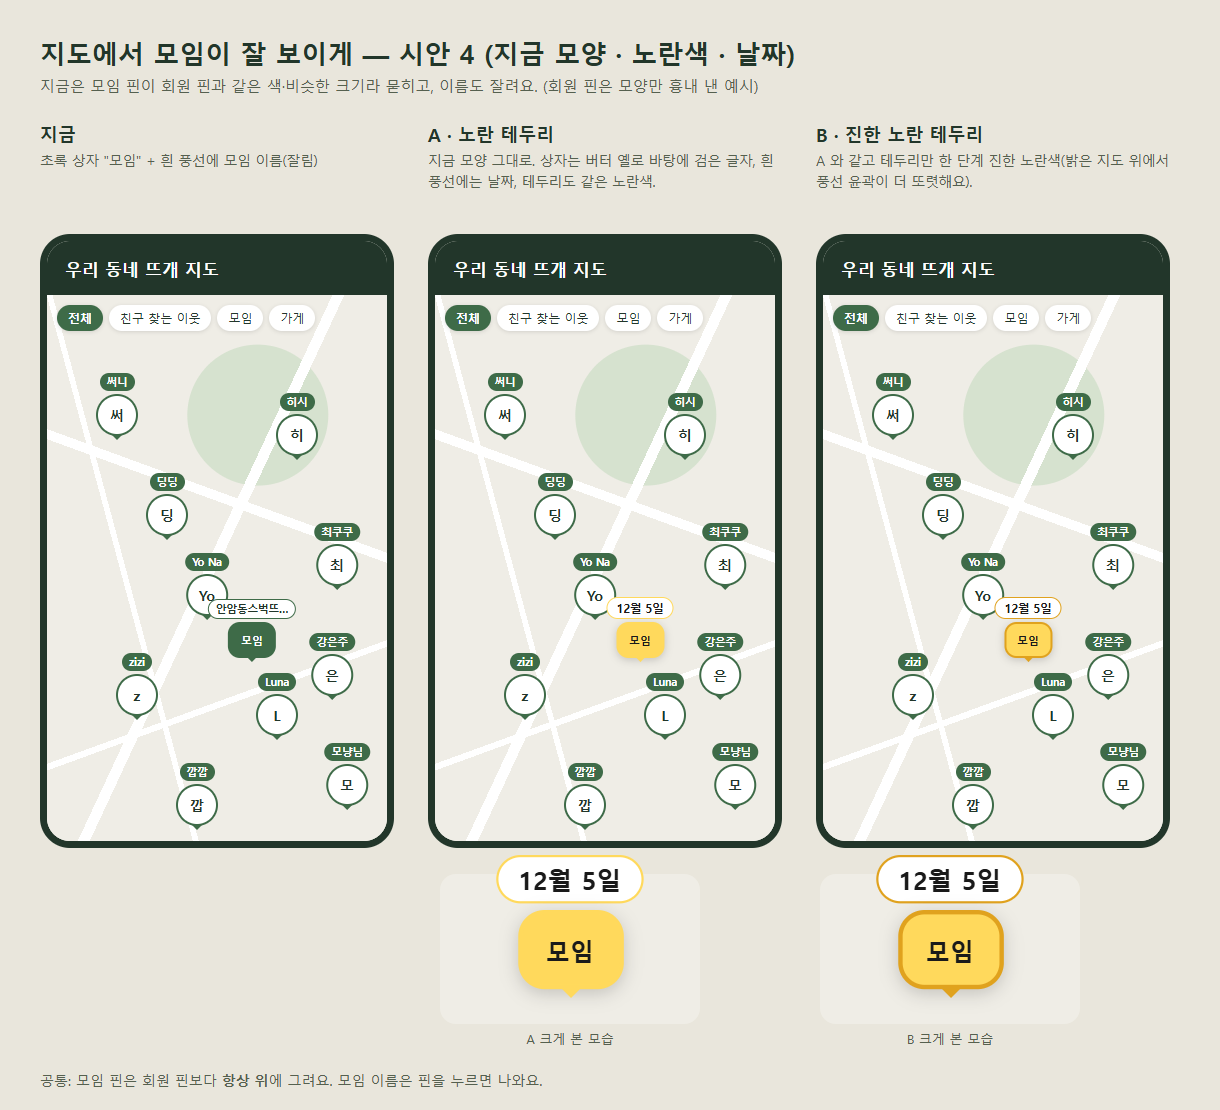 지도에서 모임이 잘 보이게 — 시안 4 (지금 모양 · 노란색 · 날짜)
지금은 모임 핀이 회원 핀과 같은 색·비슷한 크기라 묻히고, 이름도 잘려요. (회원 핀은 모양만 흉내 낸 예시)
지금
초록 상자 "모임" + 흰 풍선에 모임 이름(잘림)
우리 동네 뜨개 지도
전체 친구 찾는 이웃 모임 가게
써니
써
히시
히
딩딩
딩
최쿠쿠
최
Yo Na
Yo
안암동스벅뜨...
모임
강은주
은
zizi
z
Luna
L
모냥님
모
깝깝
깝
A · 노란 테두리
지금 모양 그대로. 상자는 버터 옐로 바탕에 검은 글자, 흰
풍선에는 날짜, 테두리도 같은 노란색.
우리 동네 뜨개 지도
전체 친구 찾는 이웃 모임 가게
써니
써
히시
히
딩딩
딩
최쿠쿠
최
Yo Na
Yo
12월 5일
모임
강은주
은
zizi
z
Luna
L
모냥님
모
깝깝
깝
12월 5일
모임
A 크게 본 모습
B · 진한 노란 테두리
A 와 같고 테두리만 한 단계 진한 노란색(밝은 지도 위에서
풍선 윤곽이 더 또렷해요).
우리 동네 뜨개 지도
전체 친구 찾는 이웃 모임 가게
써니
써
히시
히
딩딩
딩
최쿠쿠
최
Yo Na
Yo
12월 5일
모임
강은주
은
zizi
z
Luna
L
모냥님
모
깝깝
깝
12월 5일
모임
B 크게 본 모습
공통: 모임 핀은 회원 핀보다 항상 위에 그려요. 모임 이름은 핀을 누르면 나와요.